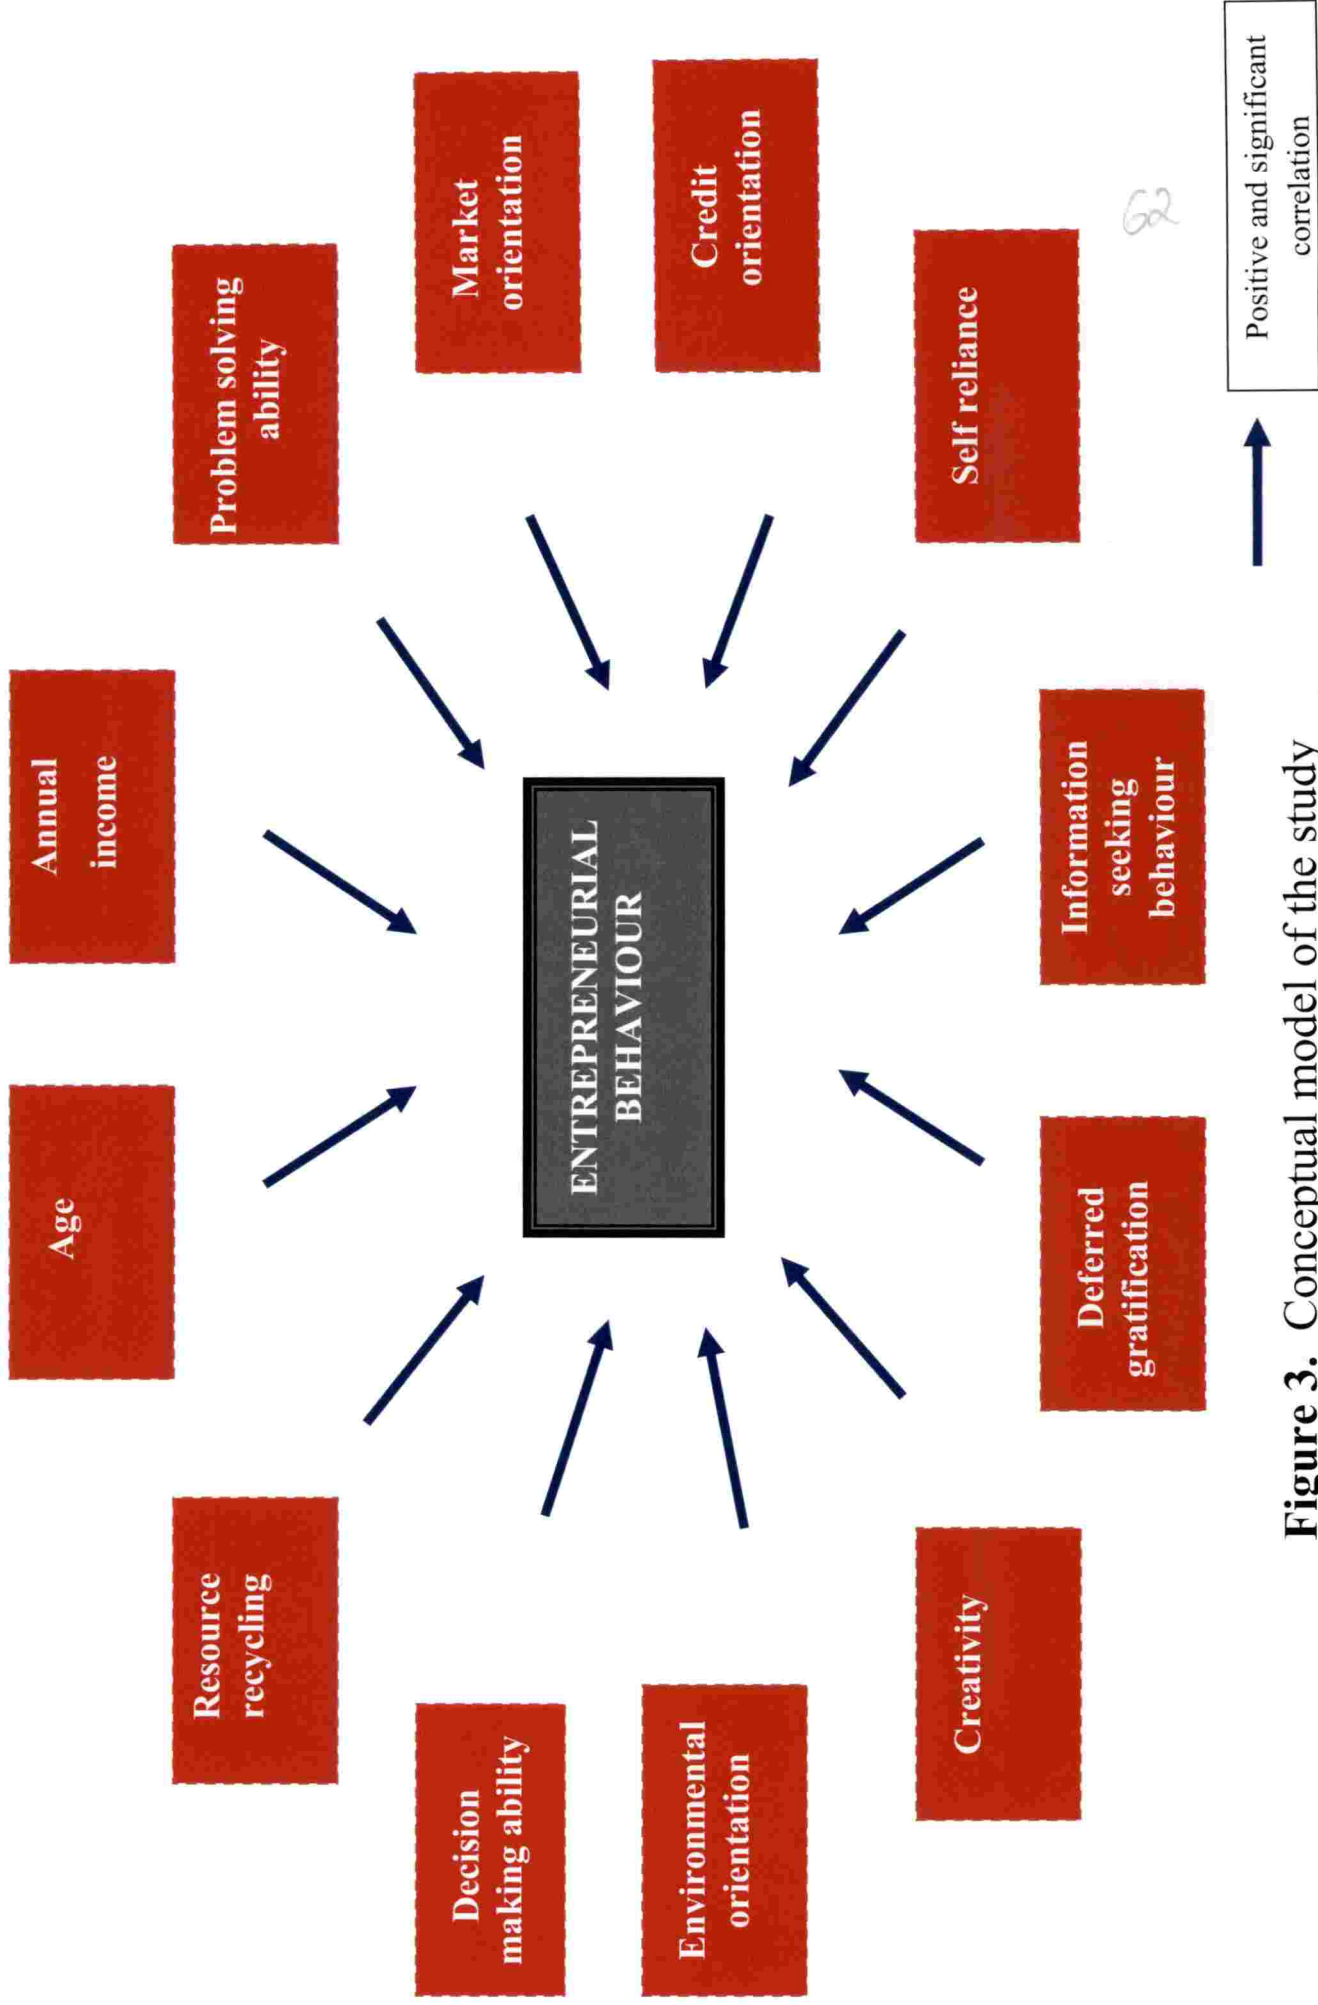 Age
Annual
income
Resource
recycling
Problem solving
ability
Decision
making ability
Market
orientation
ENTREPRENEURIAL
BEHAVIOUR
Environmental
orientation
Credit
orientation
Creativity
Self reliance
Deferred
gratification
Information
seeking
behaviour
62
Positive and significant
correlation
Figure 3. Conceptual model of the study